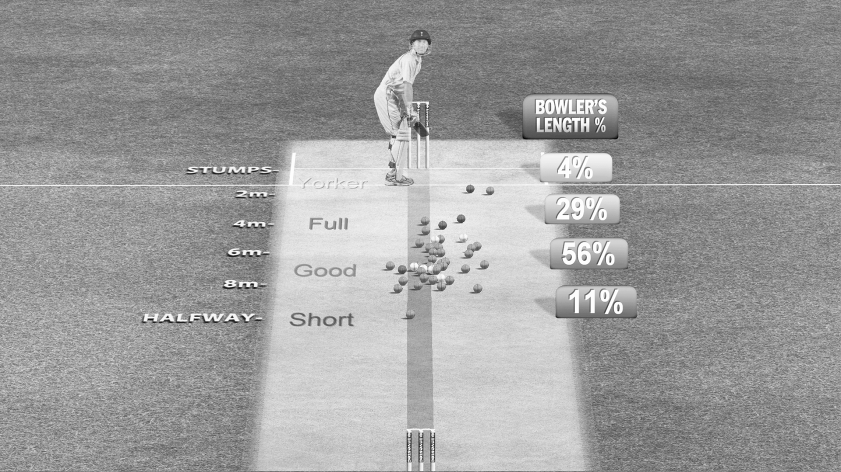 BOWLER'S
LENGTH %
STUMPS-
Yorker
4%
2m-
4m-
Full
29%
6m-
Good
56%
8m-
HALFWAY-
Short
11%